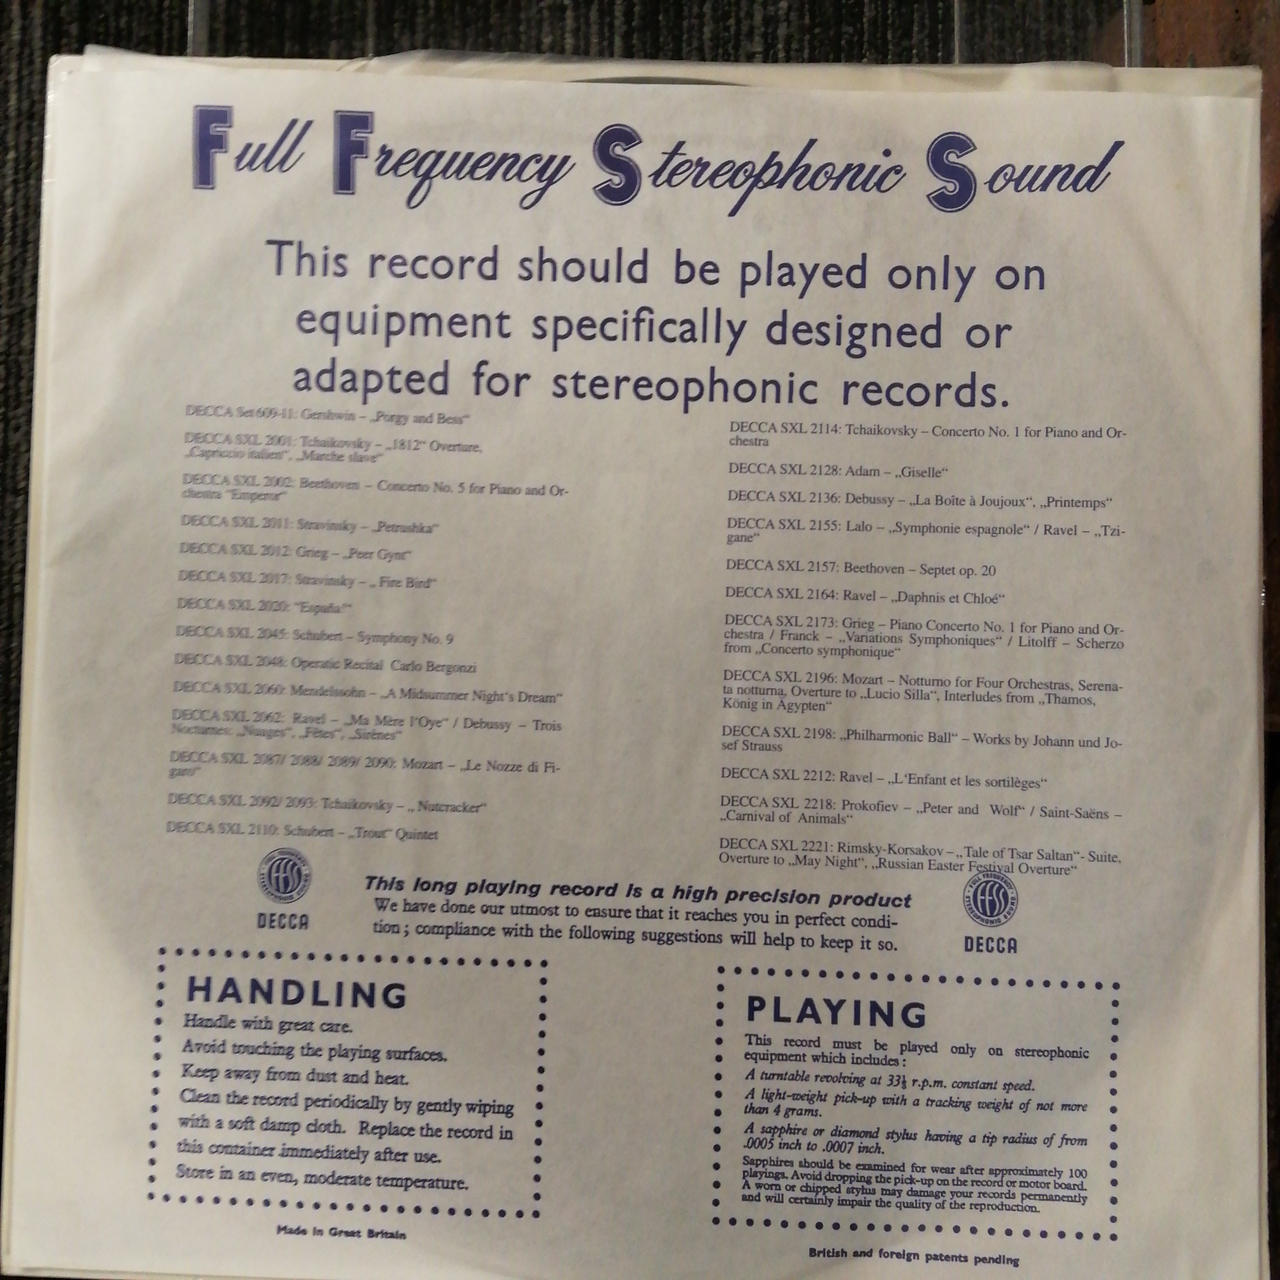 Full Frequency Stereophonic Sound
This record should be played only on
equipment specifically designed or
adapted for stereophonic records.
DECCA Set 609-11: Gershwin – „Porgy and Bess“
DECCA SXL 2001: Tchaikovsky – „1812“ Overture,
„Capriccio italien“, „Marche slave“
DECCA SXL 2002: Beethoven – Concerto No. 5 for Piano and Or-
chestra "Emperor"
DECCA SXL 2011: Stravinsky – „Petrushka“
DECCA SXL 2012: Grieg – „Peer Gynt“
DECCA SXL 2017: Stravinsky – „ Fire Bird“
DECCA SXL 2020: "España!"
DECCA SXL 2045: Schubert – Symphony No. 9
DECCA SXL 2048: Operatic Recital Carlo Bergonzi
DECCA SXL 2060: Mendelssohn – „A Midsummer Night‘s Dream“
DECCA SXL 2062: Ravel – „Ma Mère l‘Oye“ / Debussy – Trois
Nocturnes: „Nuages“, „Fêtes“, „Sirènes“
DECCA SXL 2087/ 2088/ 2089/ 2090: Mozart – „Le Nozze di Fi-
garo“
DECCA SXL 2092/ 2093: Tchaikovsky – „ Nutcracker“
DECCA SXL 2110: Schubert – „Trout“ Quintet
DECCA SXL 2114: Tchaikovsky – Concerto No. 1 for Piano and Or-
chestra
DECCA SXL 2128: Adam – „Giselle“
DECCA SXL 2136: Debussy – „La Boîte à Joujoux“, „Printemps“
DECCA SXL 2155: Lalo – „Symphonie espagnole“ / Ravel – „Tzi-
gane“
DECCA SXL 2157: Beethoven – Septet op. 20
DECCA SXL 2164: Ravel – „Daphnis et Chloé“
DECCA SXL 2173: Grieg – Piano Concerto No. 1 for Piano and Or-
chestra / Franck – „Variations Symphoniques“ / Litolff – Scherzo
from „Concerto symphonique“
DECCA SXL 2196: Mozart – Notturno for Four Orchestras, Serena-
ta notturna, Overture to „Lucio Silla“, Interludes from „Thamos,
König in Ägypten“
DECCA SXL 2198: „Philharmonic Ball“ – Works by Johann und Jo-
sef Strauss
DECCA SXL 2212: Ravel – „L‘Enfant et les sortilèges“
DECCA SXL 2218: Prokofiev – „Peter and Wolf“ / Saint-Saëns –
„Carnival of Animals“
DECCA SXL 2221: Rimsky-Korsakov – „Tale of Tsar Saltan“- Suite,
Overture to „May Night“, „Russian Easter Festival Overture“
FULL FREQUENCY STEREOPHONIC SOUND
FFSS
DECCA
This long playing record is a high precision product
We have done our utmost to ensure that it reaches you in perfect condi-
tion; compliance with the following suggestions will help to keep it so.
FULL FREQUENCY STEREOPHONIC SOUND
FFSS
DECCA
HANDLING
Handle with great care.
Avoid touching the playing surfaces.
Keep away from dust and heat.
Clean the record periodically by gently wiping
with a soft damp cloth. Replace the record in
this container immediately after use.
Store in an even, moderate temperature.
Made in Great Britain
PLAYING
This record must be played only on stereophonic
equipment which includes:
A turntable revolving at 33⅓ r.p.m. constant speed.
A light-weight pick-up with a tracking weight of not more
than 4 grams.
A sapphire or diamond stylus having a tip radius of from
.0005 inch to .0007 inch.
Sapphires should be examined for wear after approximately 100
playings. Avoid dropping the pick-up on the record or motor board.
A worn or chipped stylus may damage your records permanently
and will certainly impair the quality of the reproduction.
British and foreign patents pending